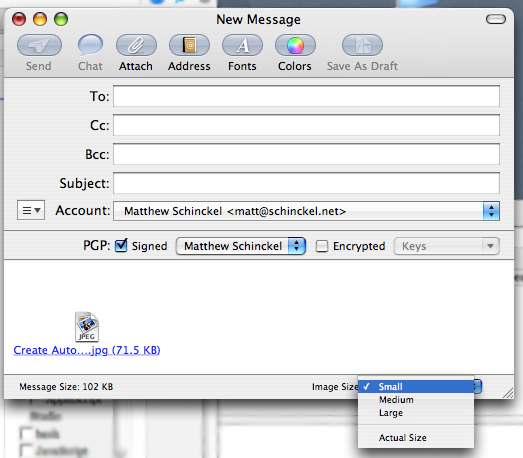 New Message
Send Chat Attach Address Fonts Colors Save As Draft
To:
Cc:
Bcc:
Subject:
Account: Matthew Schinckel <matt@schinckel.net>
PGP: Signed Matthew Schinckel Encrypted Keys
JPEG
Create Auto....jpg (71.5 KB)
Message Size: 102 KB Image Size ✓ Small
Medium
Large
Actual Size
AppleScript
Studio
bash
JavaScript